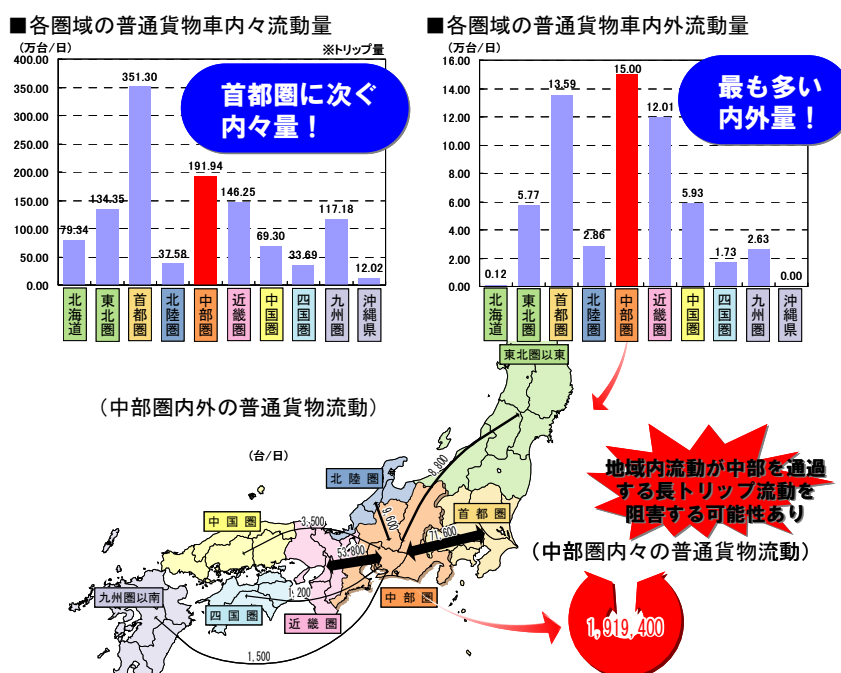 ■各圏域の普通貨物車内々流動量
(万台/日)
※トリップ量
400.00
350.00
300.00
250.00
200.00
150.00
100.00
50.00
0.00
首都圏に次ぐ
内々量！
79.34
134.35
351.30
37.58
191.94
146.25
69.30
33.69
117.18
12.02
北海道
東北圏
首都圏
北陸圏
中部圏
近畿圏
中国圏
四国圏
九州圏
沖縄県
■各圏域の普通貨物車内外流動量
(万台/日)
16.00
14.00
12.00
10.00
8.00
6.00
4.00
2.00
0.00
最も多い
内外量！
0.12
5.77
13.59
2.86
15.00
12.01
5.93
1.73
2.63
0.00
北海道
東北圏
首都圏
北陸圏
中部圏
近畿圏
中国圏
四国圏
九州圏
沖縄県
東北圏以東
（中部圏内外の普通貨物流動）
(台/日)
8,800
北陸圏
9,600
首都圏
71,600
中国圏
3,500
53,800
九州圏以南
1,200
四国圏
近畿圏
中部圏
1,500
地域内流動が中部を通過
する長トリップ流動を
阻害する可能性あり
（中部圏内々の普通貨物流動）
1,919,400